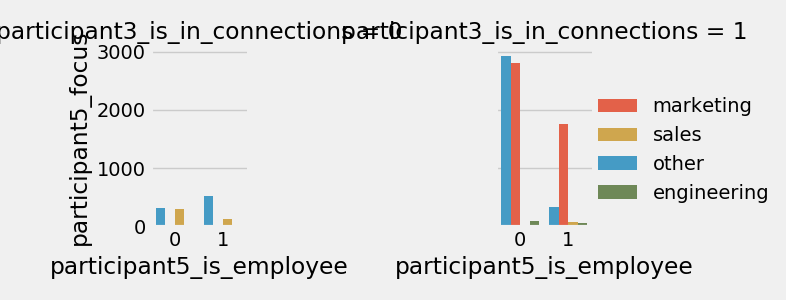 participant3_is_in_connections = 0
participant3_is_in_connections = 1
participant5_focus
3000
2000
1000
0
0 1
0 1
participant5_is_employee
participant5_is_employee
marketing
sales
other
engineering